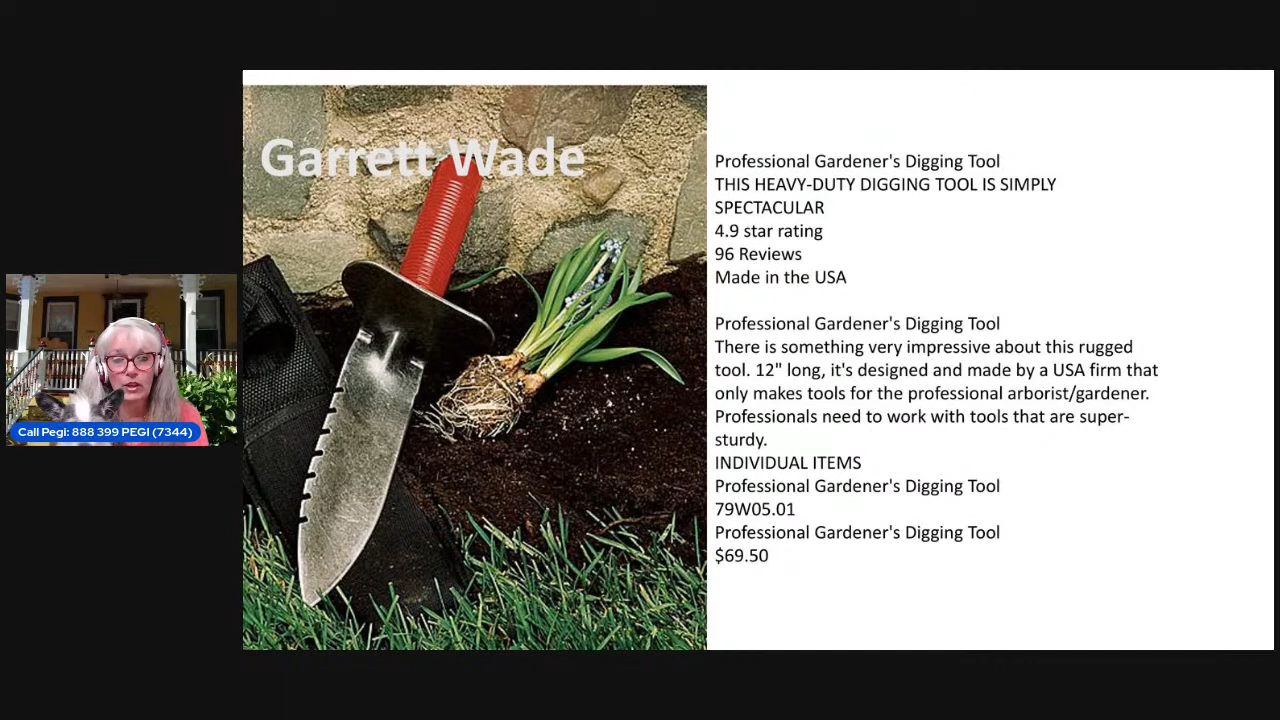 Garrett Wade
Professional Gardener's Digging Tool
THIS HEAVY-DUTY DIGGING TOOL IS SIMPLY
SPECTACULAR
4.9 star rating
96 Reviews
Made in the USA
Professional Gardener's Digging Tool
There is something very impressive about this rugged
tool. 12" long, it's designed and made by a USA firm that
only makes tools for the professional arborist/gardener.
Professionals need to work with tools that are super-
sturdy.
INDIVIDUAL ITEMS
Professional Gardener's Digging Tool
79W05.01
Professional Gardener's Digging Tool
$69.50
Call Pegi: 888 399 PEGI (7344)